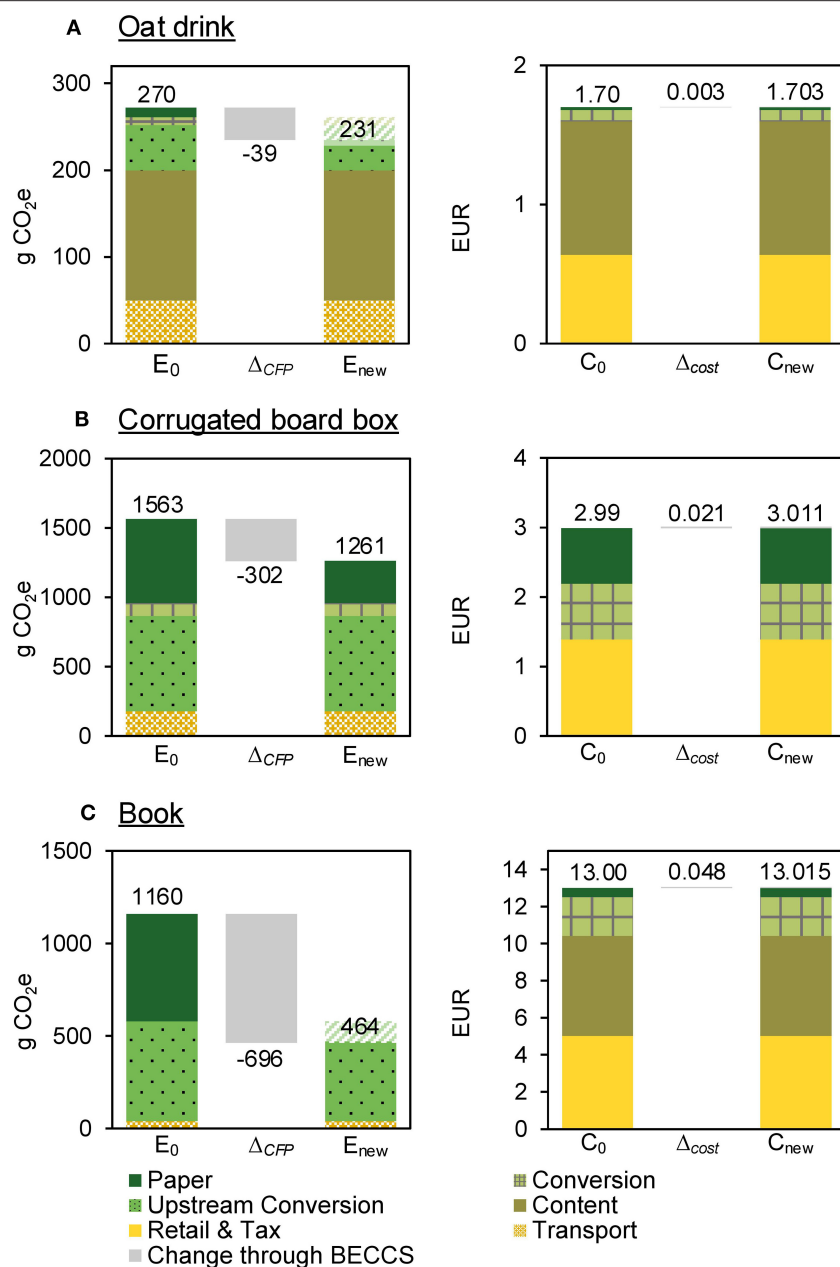 A Oat drink
300
200
100
0
g CO2e
270
-39
231
E0 ΔCFP Enew
2
1
0
EUR
1.70 0.003 1.703
C0 Δcost Cnew
B Corrugated board box
2000
1500
1000
500
0
g CO2e
1563
-302
1261
E0 ΔCFP Enew
4
3
2
1
0
EUR
2.99 0.021 3.011
C0 Δcost Cnew
C Book
1500
1000
500
0
g CO2e
1160
-696
464
E0 ΔCFP Enew
14
12
10
8
6
4
2
0
EUR
13.00 0.048 13.015
C0 Δcost Cnew
Paper
Upstream Conversion
Retail & Tax
Change through BECCS
Conversion
Content
Transport